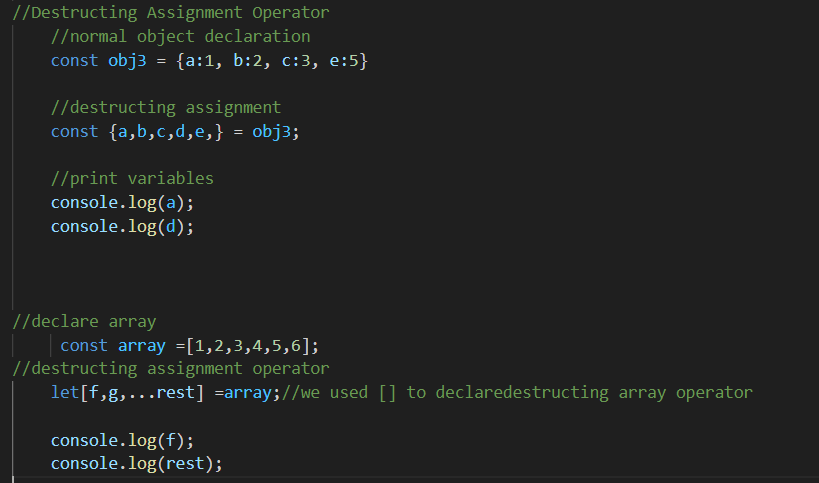 //Destructing Assignment Operator
//normal object declaration
const obj3 = {a:1, b:2, c:3, e:5}
//destructing assignment
const {a,b,c,d,e,} = obj3;
//print variables
console.log(a);
console.log(d);
//declare array
const array =[1,2,3,4,5,6];
//destructing assignment operator
let[f,g,...rest] =array;//we used [] to declaredestructing array operator
console.log(f);
console.log(rest);